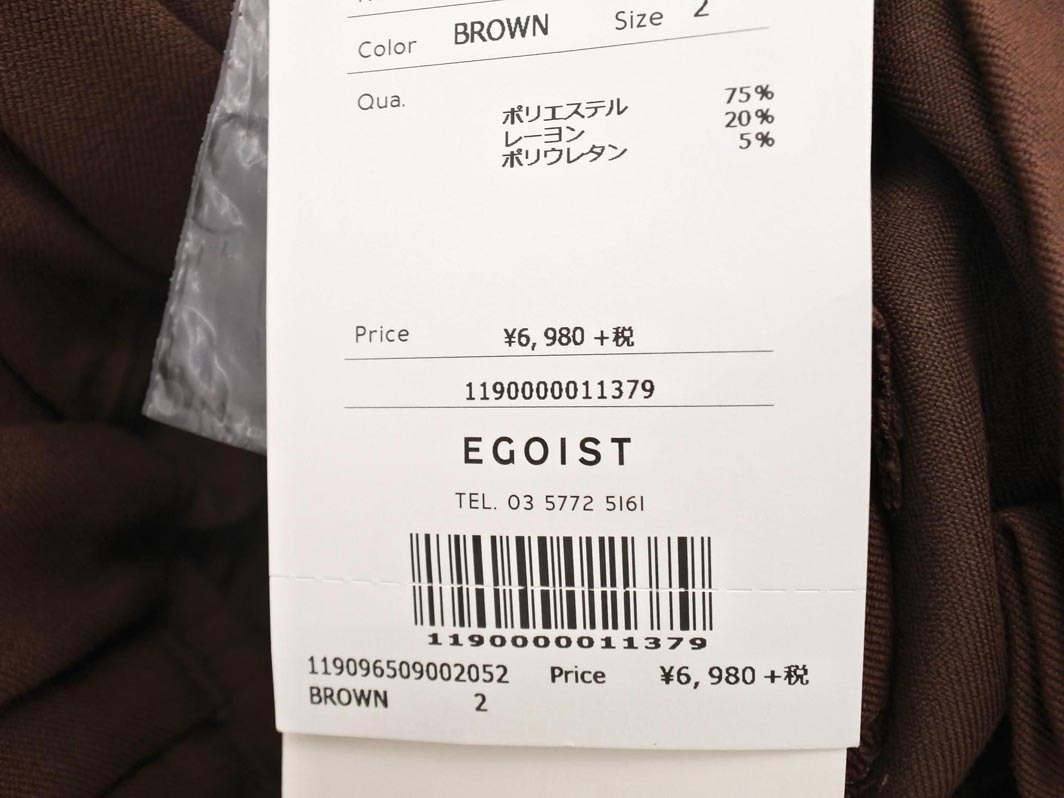 Color BROWN Size 2
Qua.
ポリエステル 75%
レーヨン 20%
ポリウレタン 5%
Price ¥6,980+税
1190000011379
EGOIST
TEL. 03 5772 5161
1190000011379
119096509002052 Price ¥6,980+税
BROWN 2